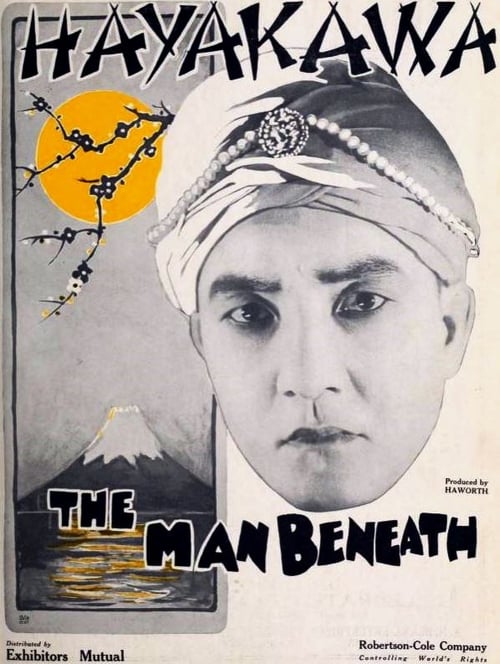 HAYAKAWA
Produced by
HAWORTH
THE
MAN BENEATH
Distributed by
Exhibitors Mutual
Robertson-Cole Company
Controlling World's Rights